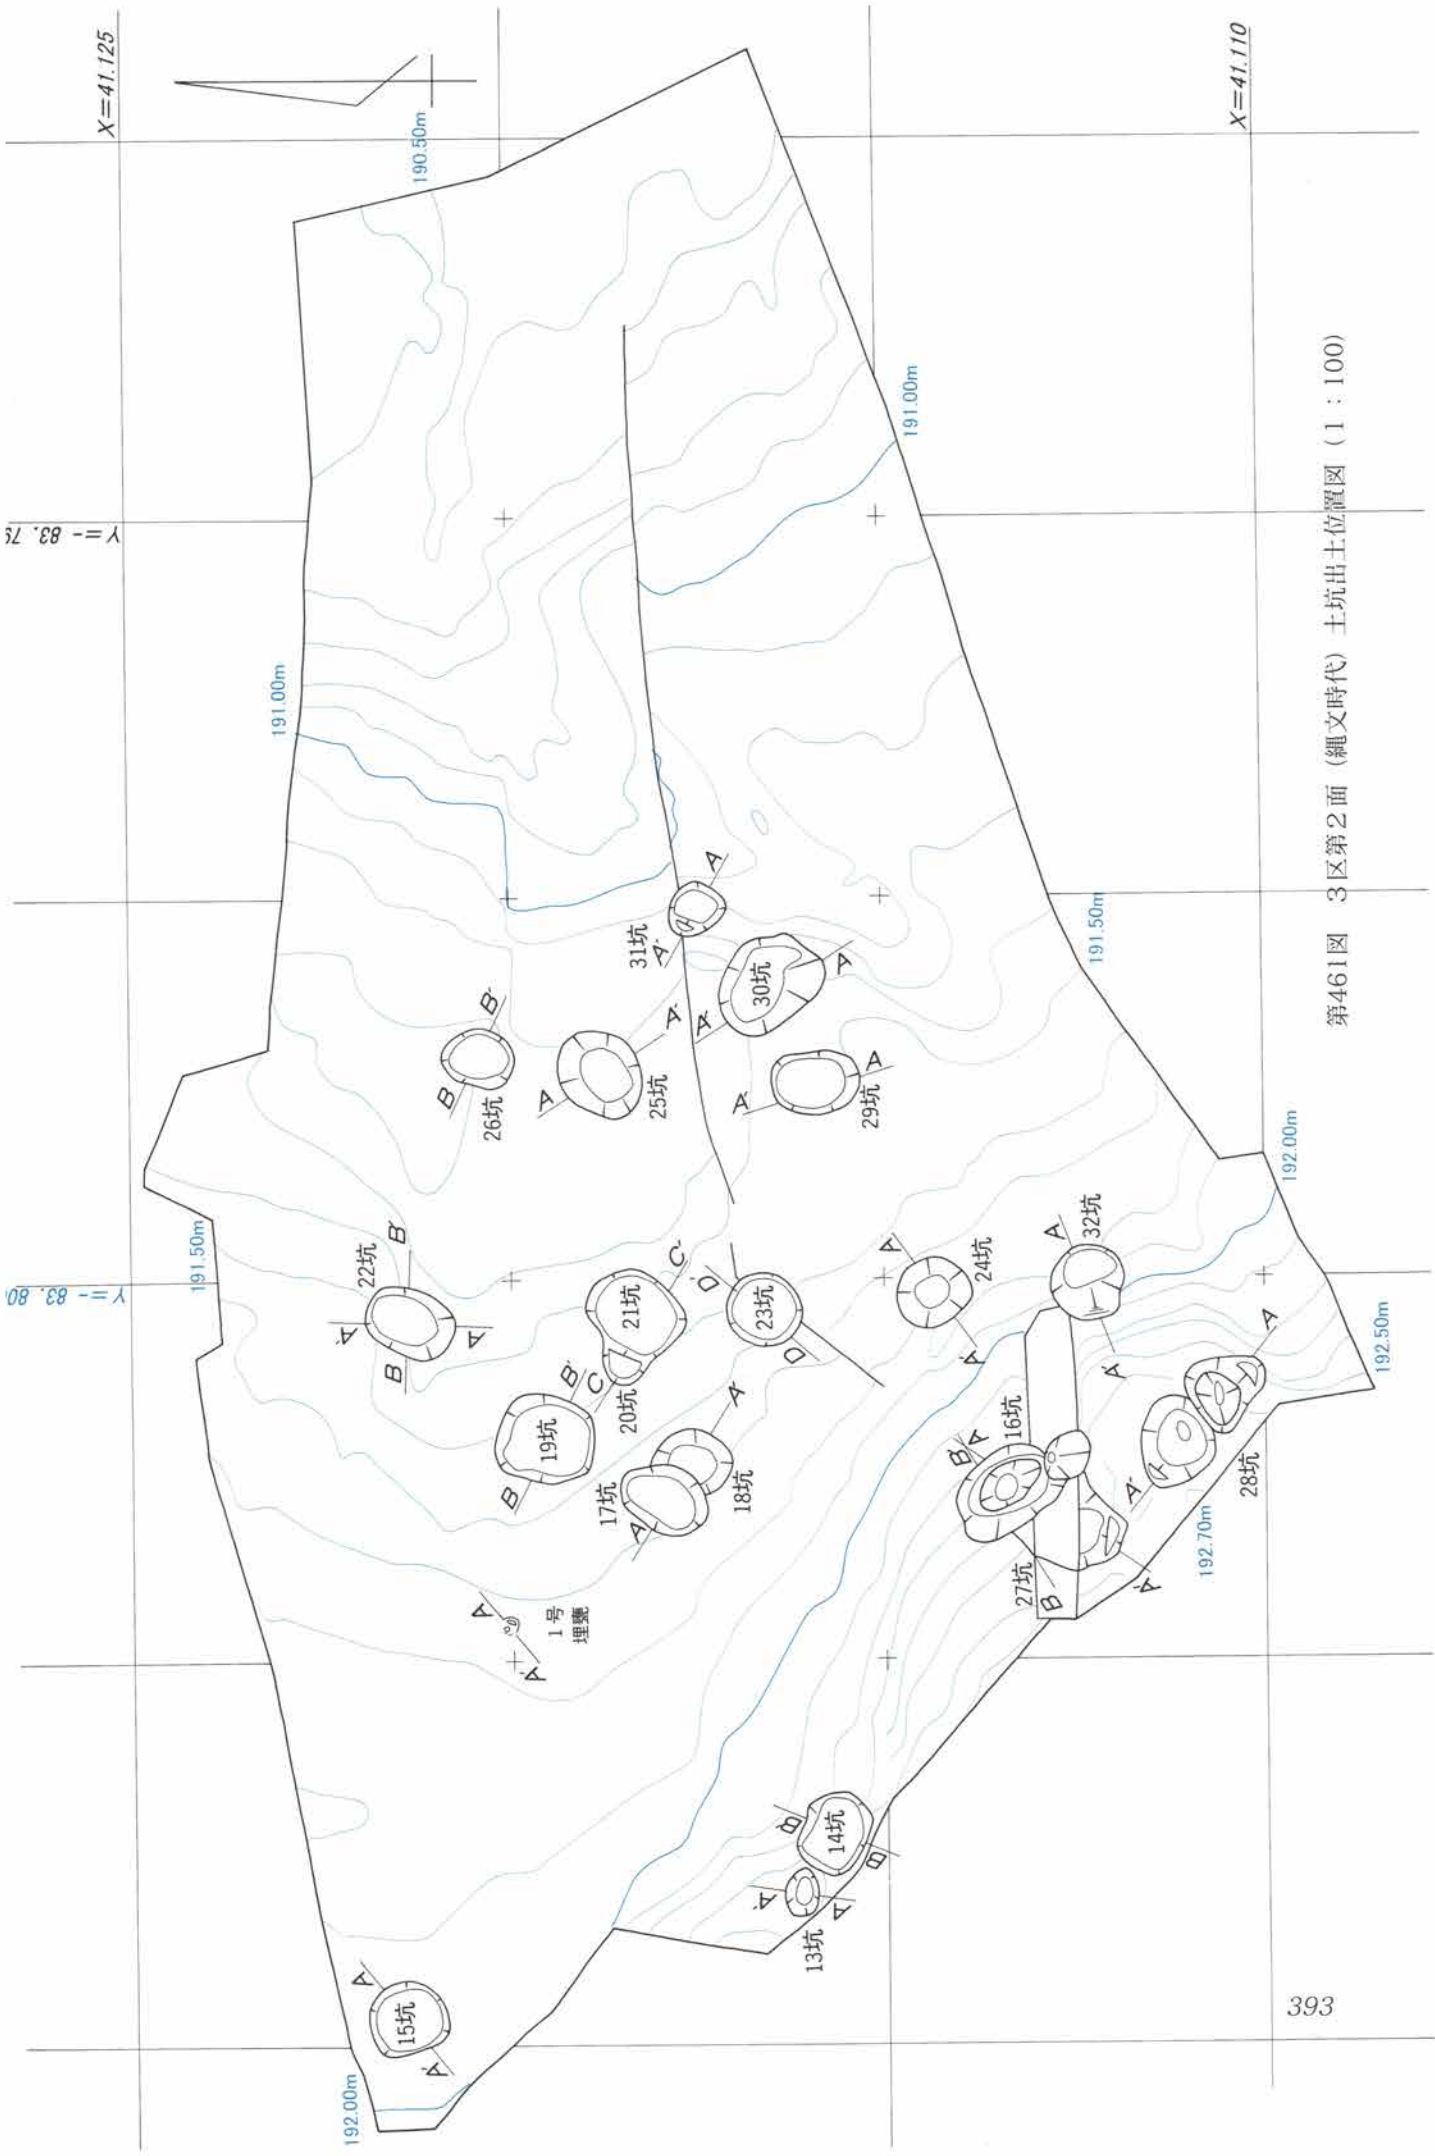 X=41.125
X=41.110
190.50m
191.00m
191.50m
192.00m
191.00m
191.50m
192.00m
192.50m
192.70m
Y=- 83. 79
Y=- 83. 80
15坑
A A'
13坑
A A'
14坑
B B'
1号
埋甕
A A'
17坑
A A'
18坑
19坑
B B'
20坑
C C'
21坑
22坑
A A'
B B'
23坑
D D'
24坑
A A'
25坑
A A'
26坑
B B'
16坑
A A'
27坑
B B'
28坑
A A'
29坑
A A'
30坑
A A'
31坑
A A'
32坑
A A'
第461図 3区第2面(縄文時代)土坑出土位置図(1:100)
393